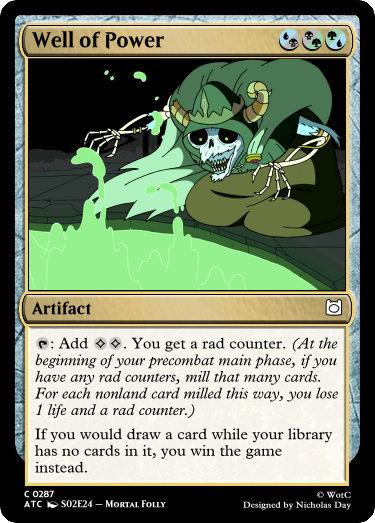 Well of Power
Artifact
: Add . You get a rad counter. (At the
beginning of your precombat main phase, if you
have any rad counters, mill that many cards.
For each nonland card milled this way, you lose
1 life and a rad counter.)
If you would draw a card while your library
has no cards in it, you win the game
instead.
C 0287
ATC S02E24 – Mortal Folly
© WotC
Designed by Nicholas Day